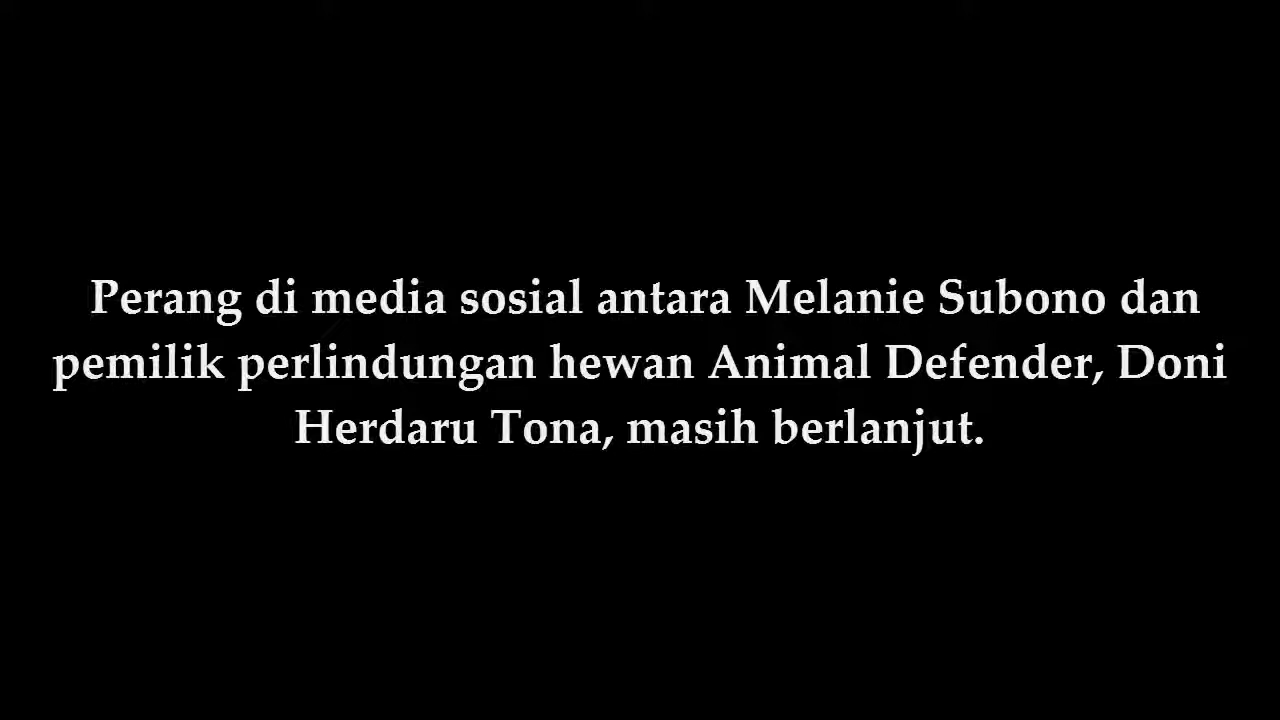 Perang di media sosial antara Melanie Subono dan
pemilik perlindungan hewan Animal Defender, Doni
Herdaru Tona, masih berlanjut.